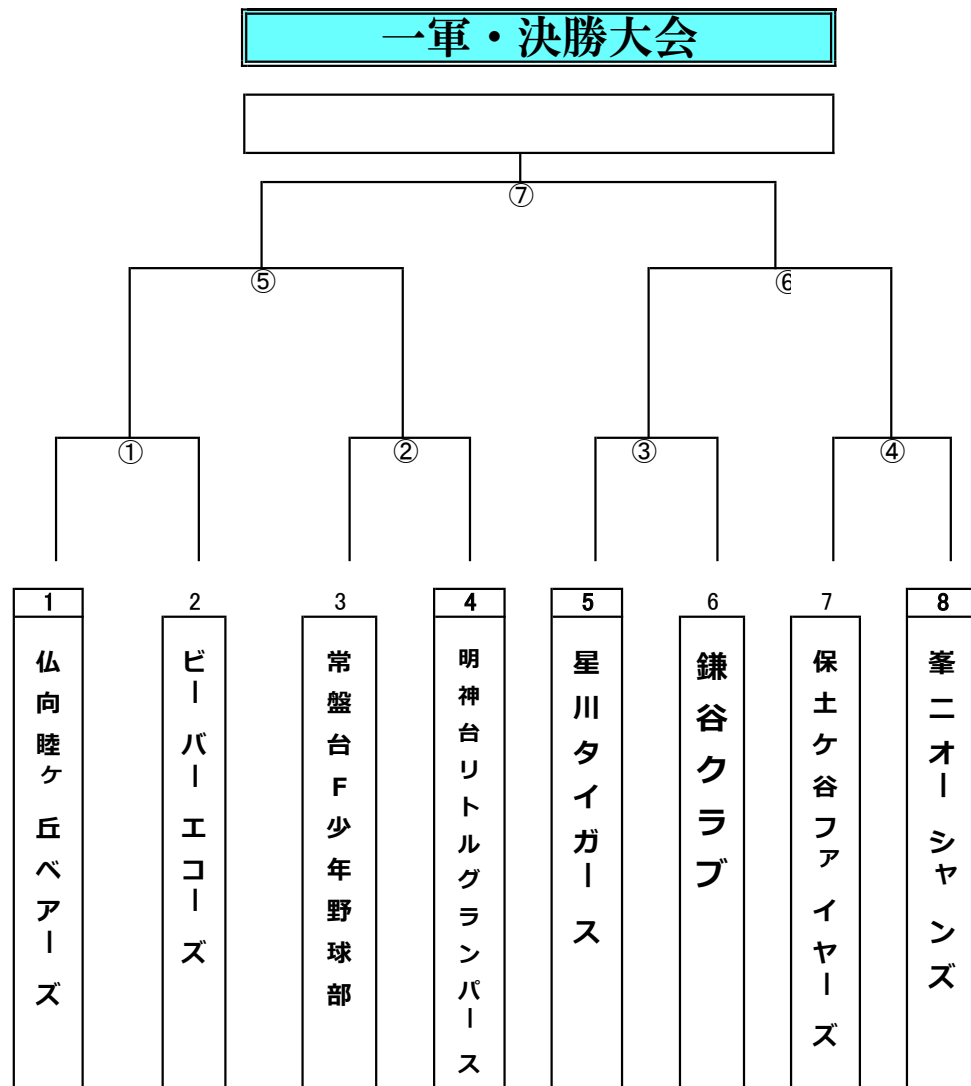 一軍・決勝大会
⑦
⑤
⑥
①
②
③
④
1
2
3
4
5
6
7
8
仏向睦ヶ丘ベアーズ
ビーバーエコーズ
常盤台F少年野球部
明神台リトルグランパース
星川タイガース
鎌谷クラブ
保土ケ谷ファイヤーズ
峯二オーシャンズ